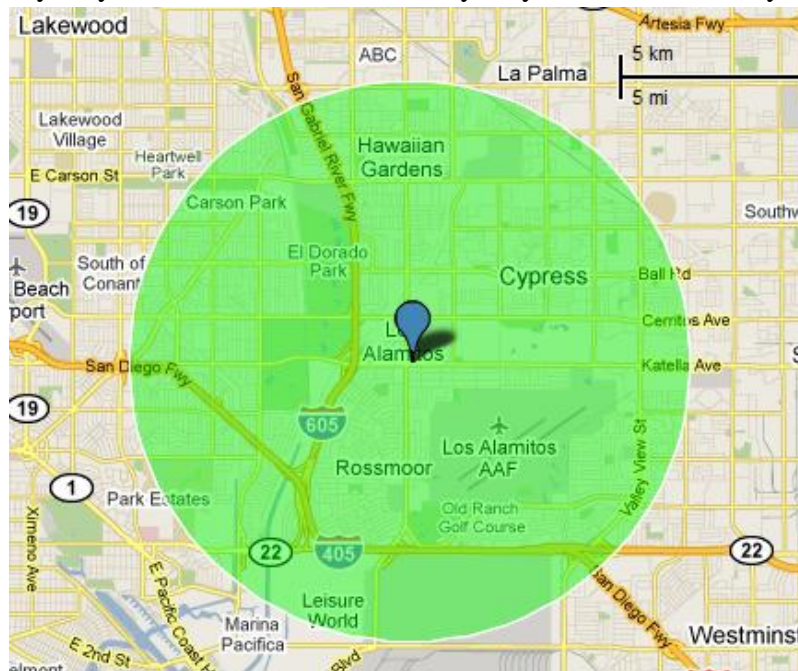 Lakewood
Artesia Fwy
ABC
5 km
La Palma
5 mi
San Gabriel River Fwy
Lakewood
Village
Hawaiian
Gardens
Heartwell
Park
E Carson St
Carson Park
19
Southw
El Dorado
Park
South of
Conant
Cypress
Ball Rd
Beach
port
Cerritos Ave
Los
Alamitos
San Diego Fwy
Katella Ave
19
605
Los Alamitos
AAF
Rossmoor
Valley View St
1
Park Estates
Old Ranch
Golf Course
Ximeno Ave
22
405
22
E Pacific Coast H
San Diego Fwy
Leisure
World
Marina
Pacifica
Westminst
E 2nd St
elmont
Blvd